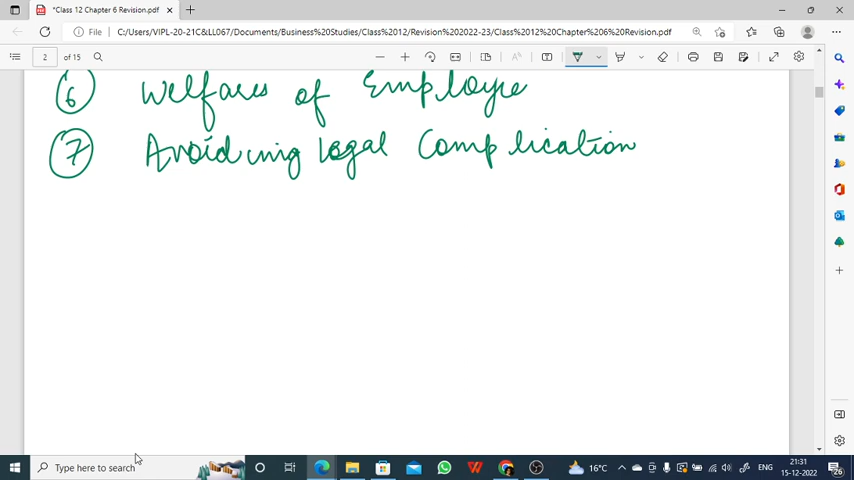 *Class 12 Chapter 6 Revision.pdf
File C:/Users/VIPL-20-21C&LL067/Documents/Business%20Studies/Class%2012/Revision%202022-23/Class%2012%20Chapter%206%20Revision.pdf
2 of 15
6 Welfares of Employee
7 Avoiding legal Complication
Type here to search
16°C ENG 21:31
15-12-2022
26